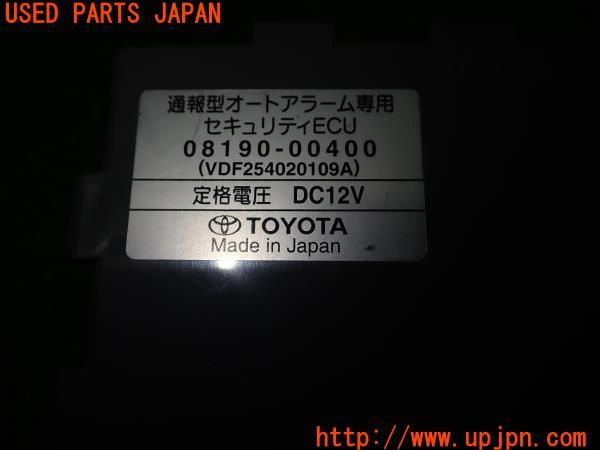 USED PARTS JAPAN
通報型オートアラーム専用
セキュリティECU
08190-00400
(VDF254020109A)
定格電圧 DC12V
TOYOTA
Made in Japan
http://www.upjpn.com/